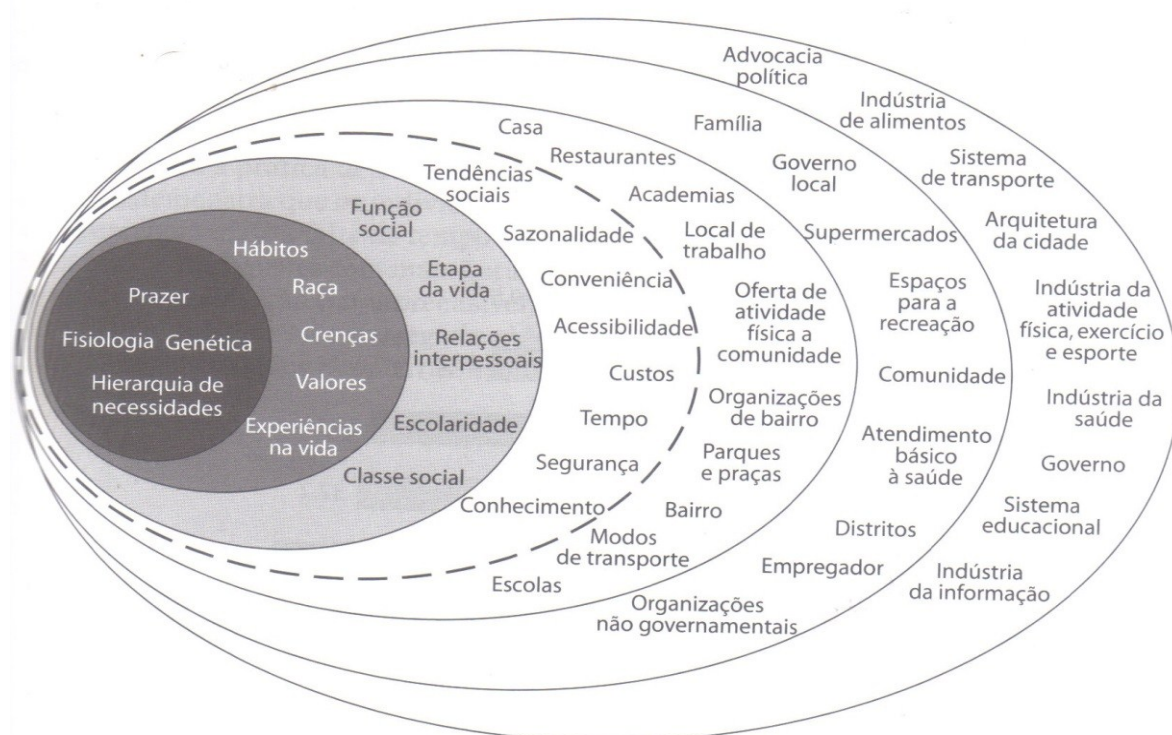 Prazer
Fisiologia Genética
Hierarquia de
necessidades
Hábitos
Raça
Crenças
Valores
Experiências
na vida
Função
social
Etapa
da vida
Relações
interpessoais
Escolaridade
Classe social
Tendências
sociais
Sazonalidade
Conveniência
Acessibilidade
Custos
Tempo
Segurança
Conhecimento
Casa
Restaurantes
Academias
Local de
trabalho
Oferta de
atividade
física a
comunidade
Organizações
de bairro
Parques
e praças
Bairro
Modos
de transporte
Escolas
Família
Governo
local
Supermercados
Espaços
para a
recreação
Comunidade
Atendimento
básico
à saúde
Distritos
Empregador
Organizações
não governamentais
Advocacia
política
Indústria
de alimentos
Sistema
de transporte
Arquitetura
da cidade
Indústria da
atividade
física, exercício
e esporte
Indústria da
saúde
Governo
Sistema
educacional
Indústria
da informação